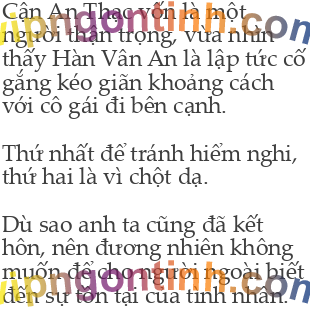 Cận An Thạc vốn là một
người thận trọng, vừa nhìn
thấy Hàn Vân An là lập tức cố
gắng kéo giãn khoảng cách
với cô gái đi bên cạnh.
Thứ nhất để tránh hiểm nghi,
thứ hai là vì chột dạ.
Dù sao anh ta cũng đã kết
hôn, nên đương nhiên không
muốn để cho người ngoài biết
đến sự tồn tại của tình nhân.
vipngontinh.com
vipngontinh.com